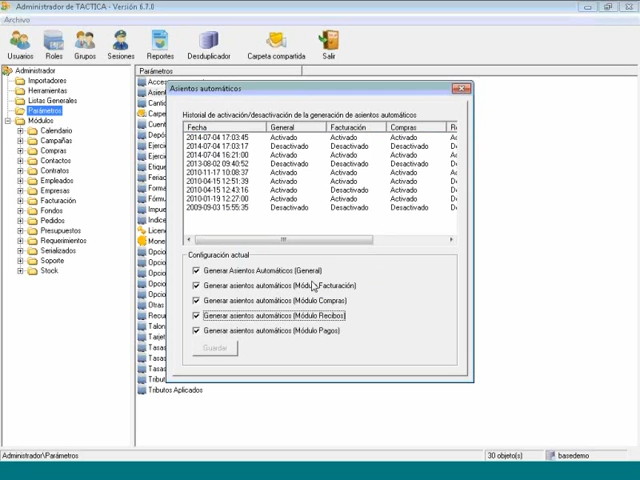 Administrador de TACTICA - Versión 6.7.0
Archivo
Usuarios Roles Grupos Sesiones Reportes Desduplicador Carpeta compartida Salir
Administrador
Importadores
Herramientas
Listas Generales
Parámetros
Módulos
Calendario
Campañas
Compras
Contactos
Contratos
Empleados
Empresas
Facturación
Fondos
Pedidos
Presupuestos
Requerimientos
Serializados
Soporte
Stock
Parámetros
Tributos Aplicados
Asientos automáticos
Historial de activación/desactivación de la generación de asientos automáticos
Fecha General Facturación Compras
2014-07-04 17:03:45 Activado Activado Activado
2014-07-04 17:03:17 Desactivado Desactivado Desactivado
2014-07-04 16:21:00 Activado Activado Activado
2013-08-02 09:40:52 Desactivado Desactivado Desactivado
2010-11-17 10:08:37 Activado Activado Activado
2010-04-15 12:51:39 Activado Activado Activado
2010-04-15 12:43:16 Activado Desactivado Desactivado
2010-01-19 12:27:00 Activado Activado Activado
2009-09-03 15:55:35 Desactivado Desactivado Desactivado
Configuración actual
Generar Asientos Automáticos (General)
Generar asientos automáticos (Módulo Facturación)
Generar asientos automáticos (Módulo Compras)
Generar asientos automáticos (Módulo Recibos)
Generar asientos automáticos (Módulo Pagos)
Guardar
Administrador\Parámetros 30 objeto(s) basedemo